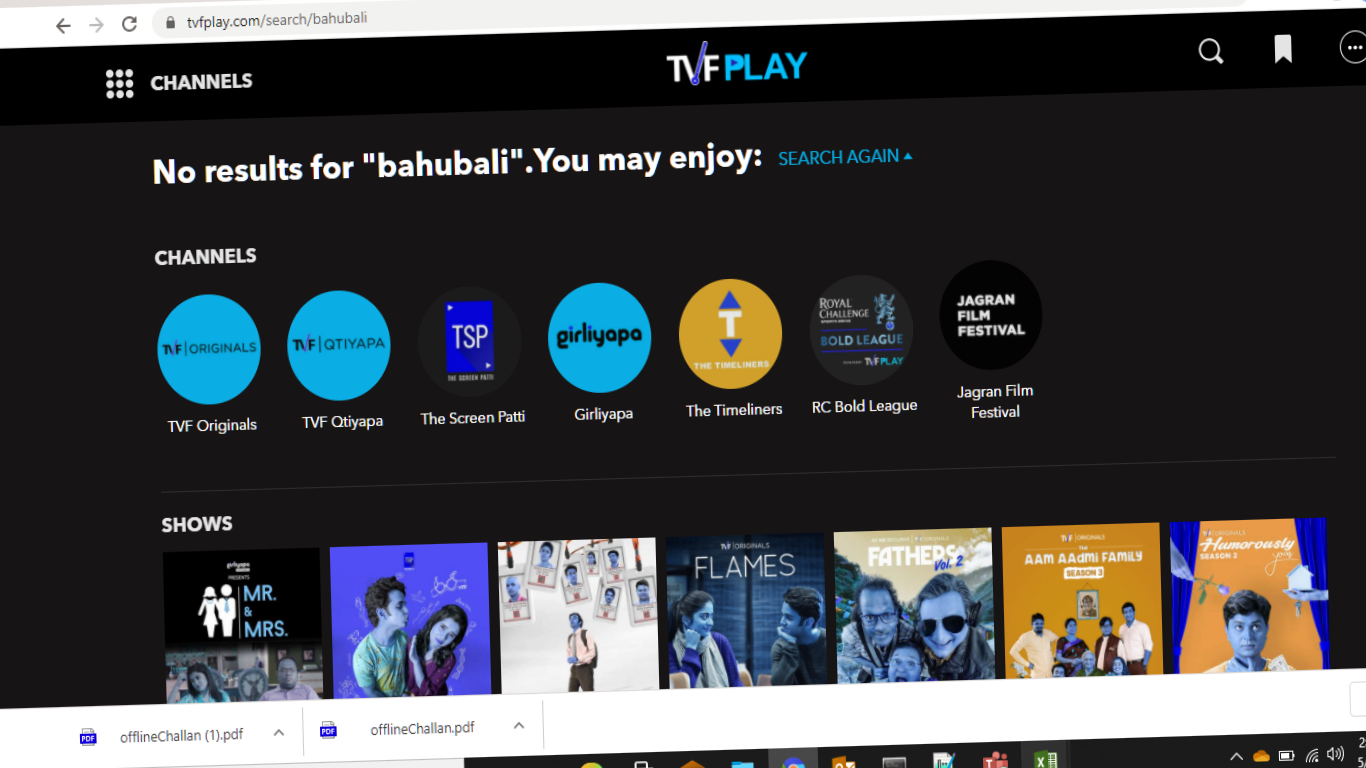 tvfplay.com/search/bahubali
CHANNELS
TVF PLAY
No results for "bahubali".You may enjoy:
SEARCH AGAIN
CHANNELS
TVF | ORIGINALS
TVF | QTIYAPA
TSP
THE SCREEN PATTI
girliyapa
T
THE TIMELINERS
ROYAL
CHALLENGE
BOLD LEAGUE
TVF PLAY
JAGRAN
FILM
FESTIVAL
TVF Originals
TVF Qtiyapa
The Screen Patti
Girliyapa
The Timeliners
RC Bold League
Jagran Film
Festival
SHOWS
girliyapa
PRESENTS
MR.
&
MRS.
TSP
TVF | ORIGINALS
FLAMES
FATHERS
Vol. 2
TVF | ORIGINALS
THE
AAM AADMI FAMILY
SEASON 3
TVF | ORIGINALS
Humorously
yours
SEASON 2
PDF
offlineChallan (1).pdf
PDF
offlineChallan.pdf